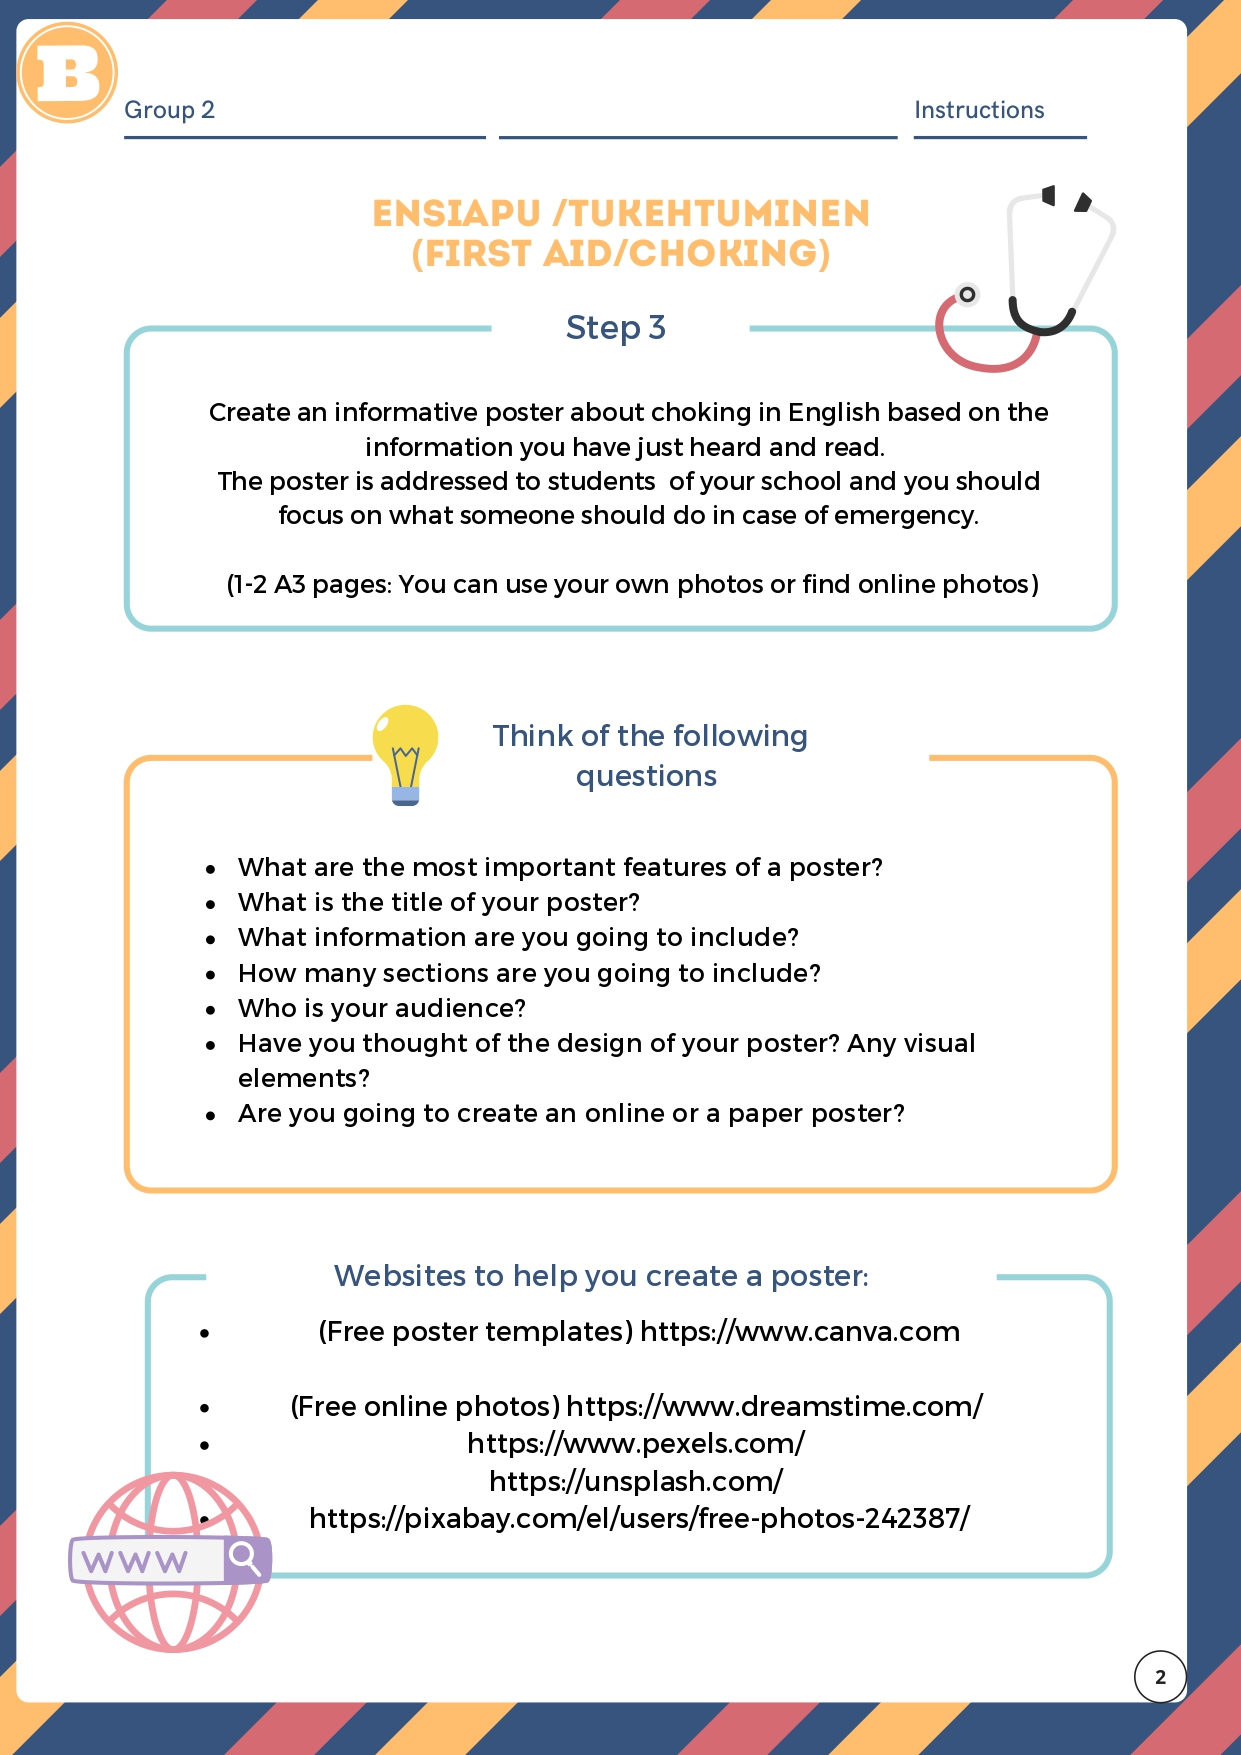 B
Group 2
Instructions
ENSIAPU /TUKEHTUMINEN
(FIRST AID/CHOKING)
Step 3
Create an informative poster about choking in English based on the
information you have just heard and read.
The poster is addressed to students  of your school and you should
focus on what someone should do in case of emergency.
(1-2 A3 pages: You can use your own photos or find online photos)
Think of the following
questions
• What are the most important features of a poster?
• What is the title of your poster?
• What information are you going to include?
• How many sections are you going to include?
• Who is your audience?
• Have you thought of the design of your poster? Any visual
elements?
• Are you going to create an online or a paper poster?
Websites to help you create a poster:
• (Free poster templates) https://www.canva.com
• (Free online photos) https://www.dreamstime.com/
• https://www.pexels.com/
https://unsplash.com/
• https://pixabay.com/el/users/free-photos-242387/
WWW
2